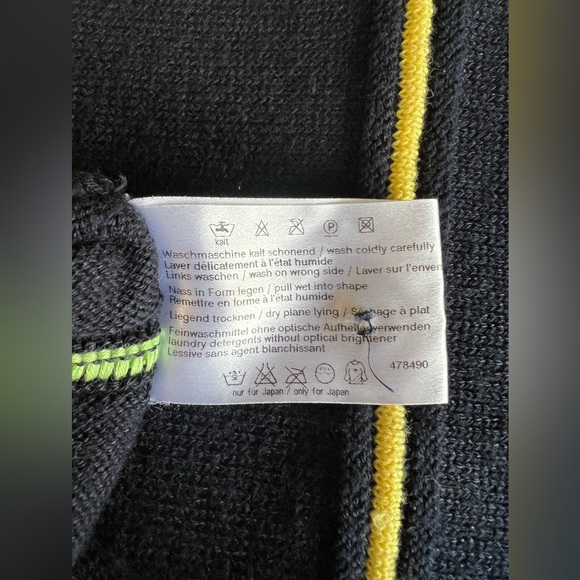 kalt
P
Waschmaschine kalt schonend / wash coldly carefully
Laver délicatement à l'état humide
Links waschen / wash on wrong side / Laver sur l'enver
Nass in Form legen / pull wet into shape
Remettre en forme à l'état humide
Liegend trocknen / dry plane lying / à plat
Feinwaschmittel ohne optische verwenden
laundry detergents without optical brightener
Lessive sans agent blanchissant
478490
nur für Japan / only for Japan